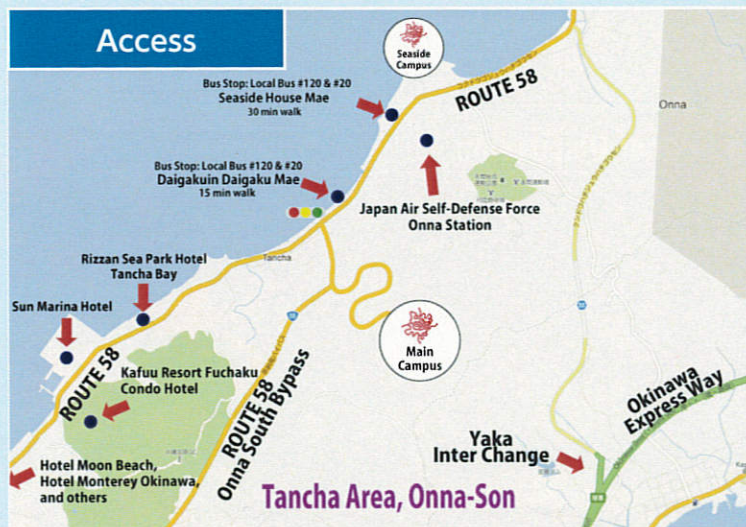 Access
Seaside
Campus
Bus Stop: Local Bus #120 & #20
Seaside House Mae
30 min walk
ROUTE 58
Onna
Bus Stop: Local Bus #120 & #20
Daigakuin Daigaku Mae
15 min walk
Japan Air Self-Defense Force
Onna Station
Tancha
Rizzan Sea Park Hotel
Tancha Bay
Sun Marina Hotel
58
Main
Campus
ROUTE 58
Kafuu Resort Fuchaku
Condo Hotel
ROUTE 58
Onna South Bypass
Okinawa
Express Way
Yaka
Inter Change
Hotel Moon Beach,
Hotel Monterey Okinawa,
and others
Tancha Area, Onna-Son